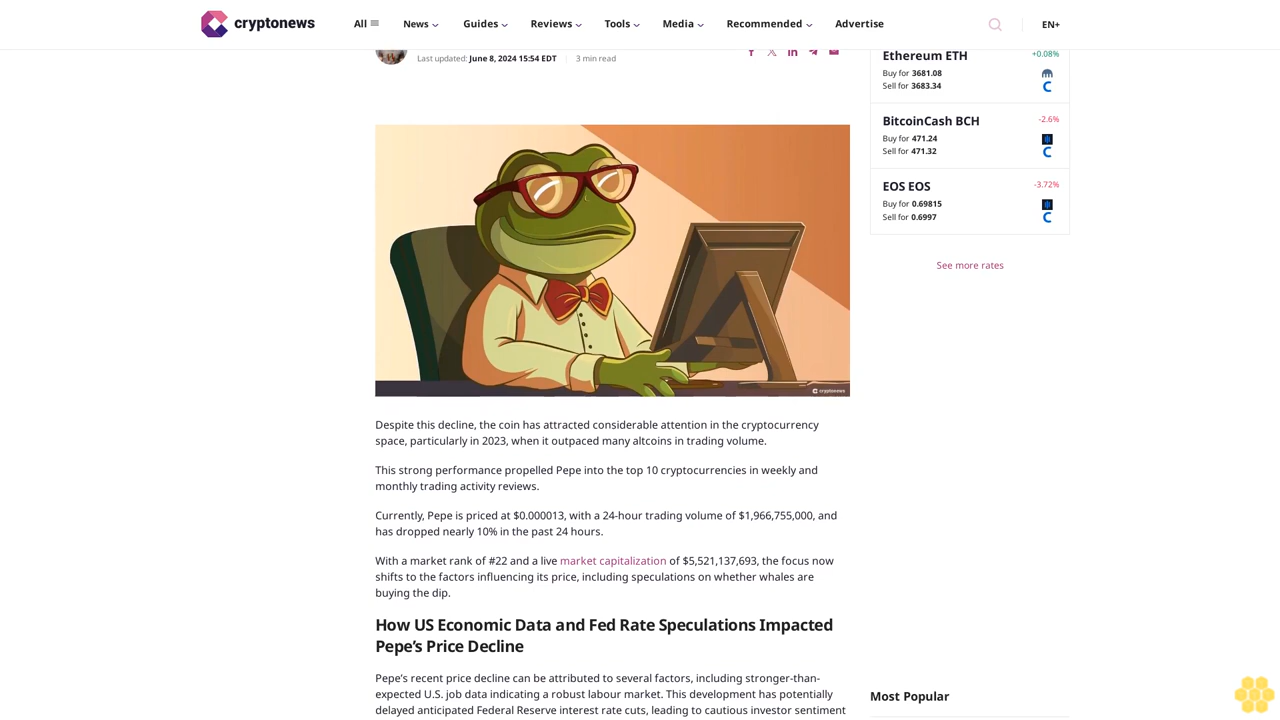 cryptonews
All
News
Guides
Reviews
Tools
Media
Recommended
Advertise
EN+
Last updated: June 8, 2024 15:54 EDT
3 min read
Ethereum ETH
+0.08%
Buy for 3681.08
Sell for 3683.34
BitcoinCash BCH
-2.6%
Buy for 471.24
Sell for 471.32
EOS EOS
-3.72%
Buy for 0.69815
Sell for 0.6997
See more rates
cryptonews
Despite this decline, the coin has attracted considerable attention in the cryptocurrency
space, particularly in 2023, when it outpaced many altcoins in trading volume.
This strong performance propelled Pepe into the top 10 cryptocurrencies in weekly and
monthly trading activity reviews.
Currently, Pepe is priced at $0.000013, with a 24-hour trading volume of $1,966,755,000, and
has dropped nearly 10% in the past 24 hours.
With a market rank of #22 and a live market capitalization of $5,521,137,693, the focus now
shifts to the factors influencing its price, including speculations on whether whales are
buying the dip.
How US Economic Data and Fed Rate Speculations Impacted
Pepe’s Price Decline
Pepe’s recent price decline can be attributed to several factors, including stronger-than-
expected U.S. job data indicating a robust labour market. This development has potentially
delayed anticipated Federal Reserve interest rate cuts, leading to cautious investor sentiment
Most Popular